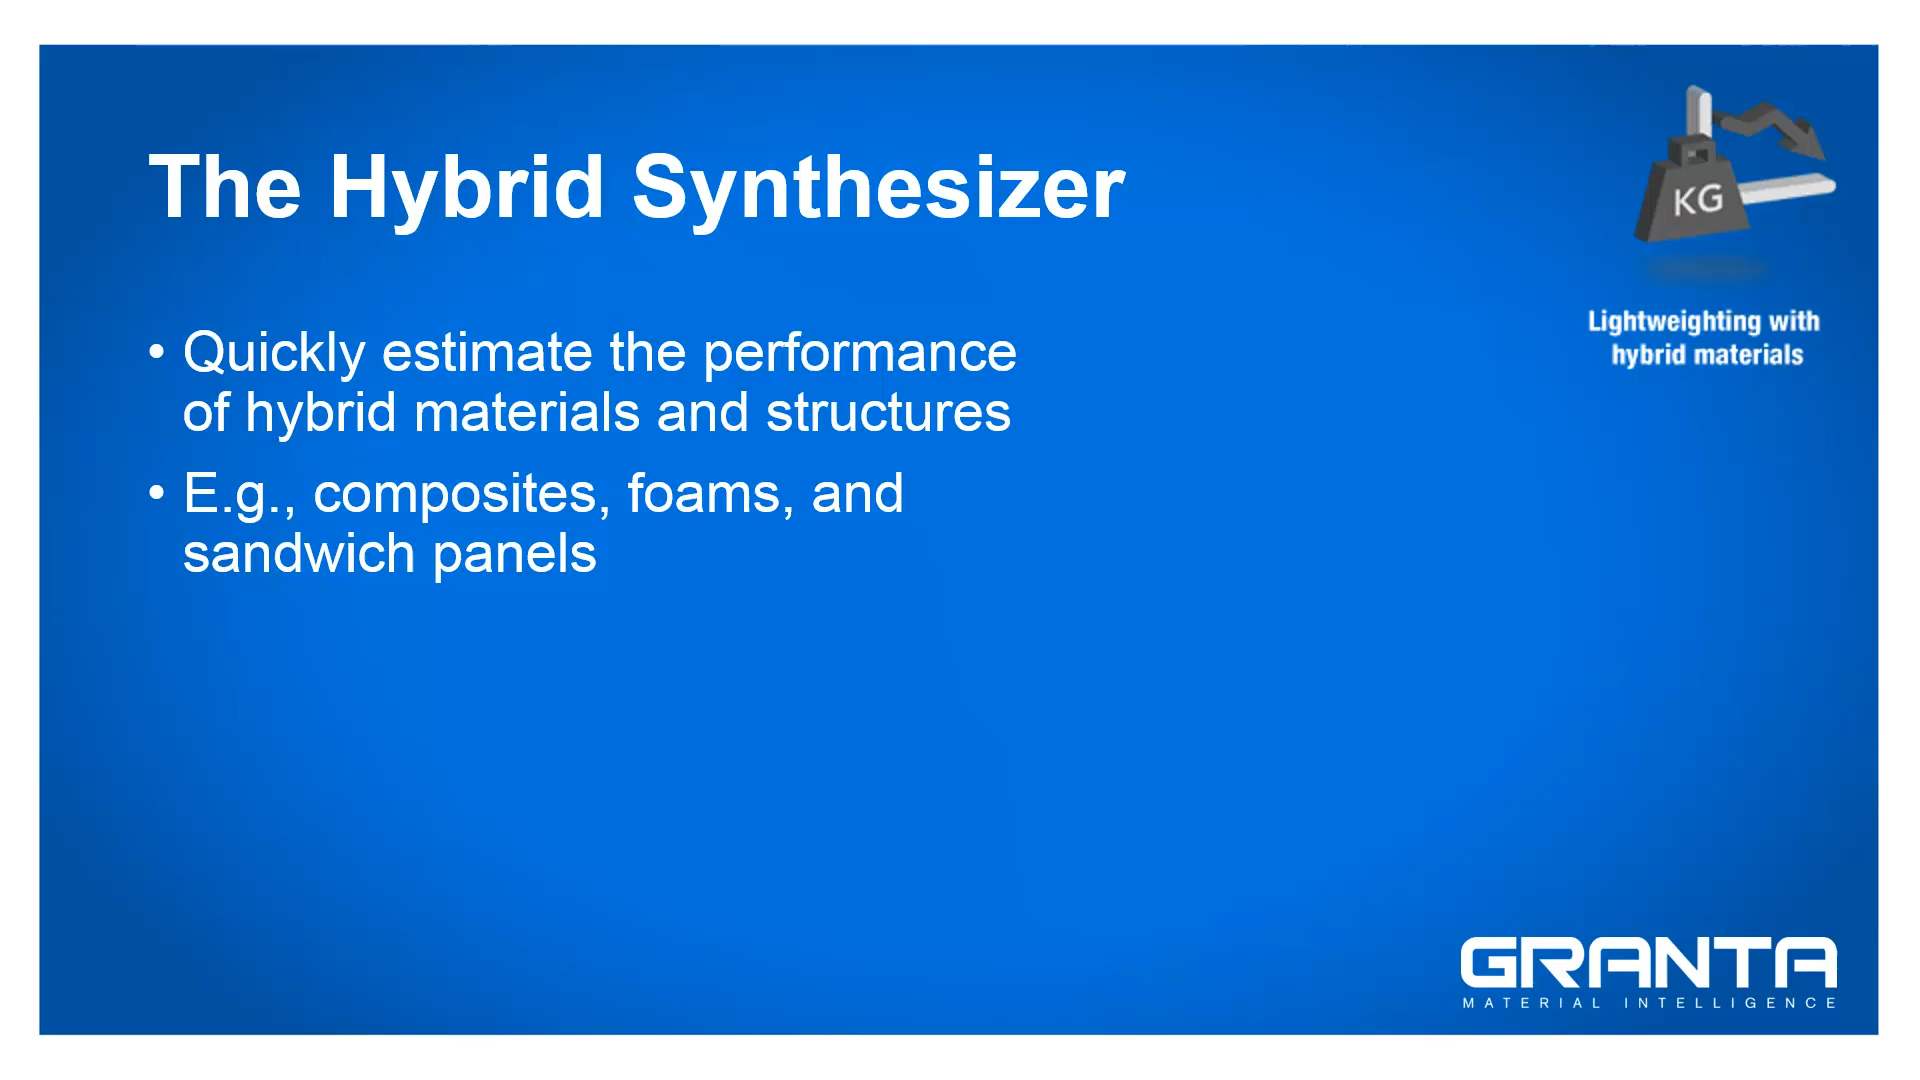 The Hybrid Synthesizer
• Quickly estimate the performance
of hybrid materials and structures
• E.g., composites, foams, and
sandwich panels
KG
Lightweighting with
hybrid materials
GRANTA
MATERIAL INTELLIGENCE